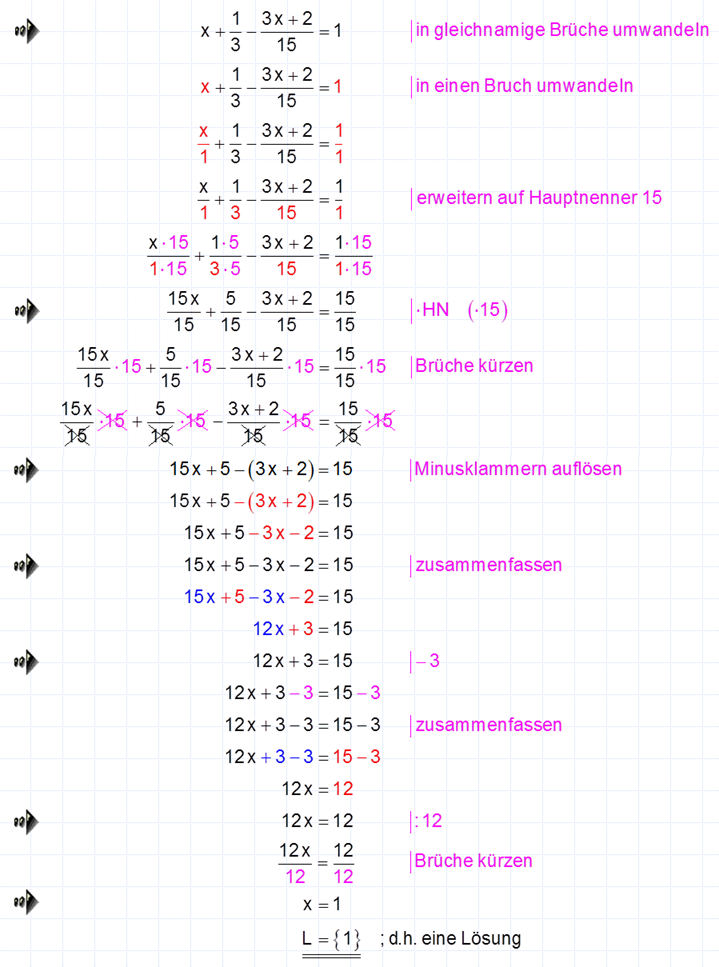 x + 1/3 − (3x + 2)/15 = 1 |in gleichnamige Brüche umwandeln
x + 1/3 − (3x + 2)/15 = 1 |in einen Bruch umwandeln
x/1 + 1/3 − (3x + 2)/15 = 1/1
x/1 + 1/3 − (3x + 2)/15 = 1/1 |erweitern auf Hauptnenner 15
(x · 15)/(1 · 15) + (1 · 5)/(3 · 5) − (3x + 2)/15 = (1 · 15)/(1 · 15)
15x/15 + 5/15 − (3x + 2)/15 = 15/15 |· HN (·15)
15x/15 · 15 + 5/15 · 15 − (3x + 2)/15 · 15 = 15/15 · 15 |Brüche kürzen
15x/15 · 15 + 5/15 · 15 − (3x + 2)/15 · 15 = 15/15 · 15
15x + 5 − (3x + 2) = 15 |Minusklammern auflösen
15x + 5 − (3x + 2) = 15
15x + 5 − 3x − 2 = 15
15x + 5 − 3x − 2 = 15 |zusammenfassen
15x + 5 − 3x − 2 = 15
12x + 3 = 15
12x + 3 = 15 |− 3
12x + 3 − 3 = 15 − 3
12x + 3 − 3 = 15 − 3 |zusammenfassen
12x + 3 − 3 = 15 − 3
12x = 12
12x = 12 |: 12
12x/12 = 12/12 |Brüche kürzen
x = 1
L = {1} ; d.h. eine Lösung